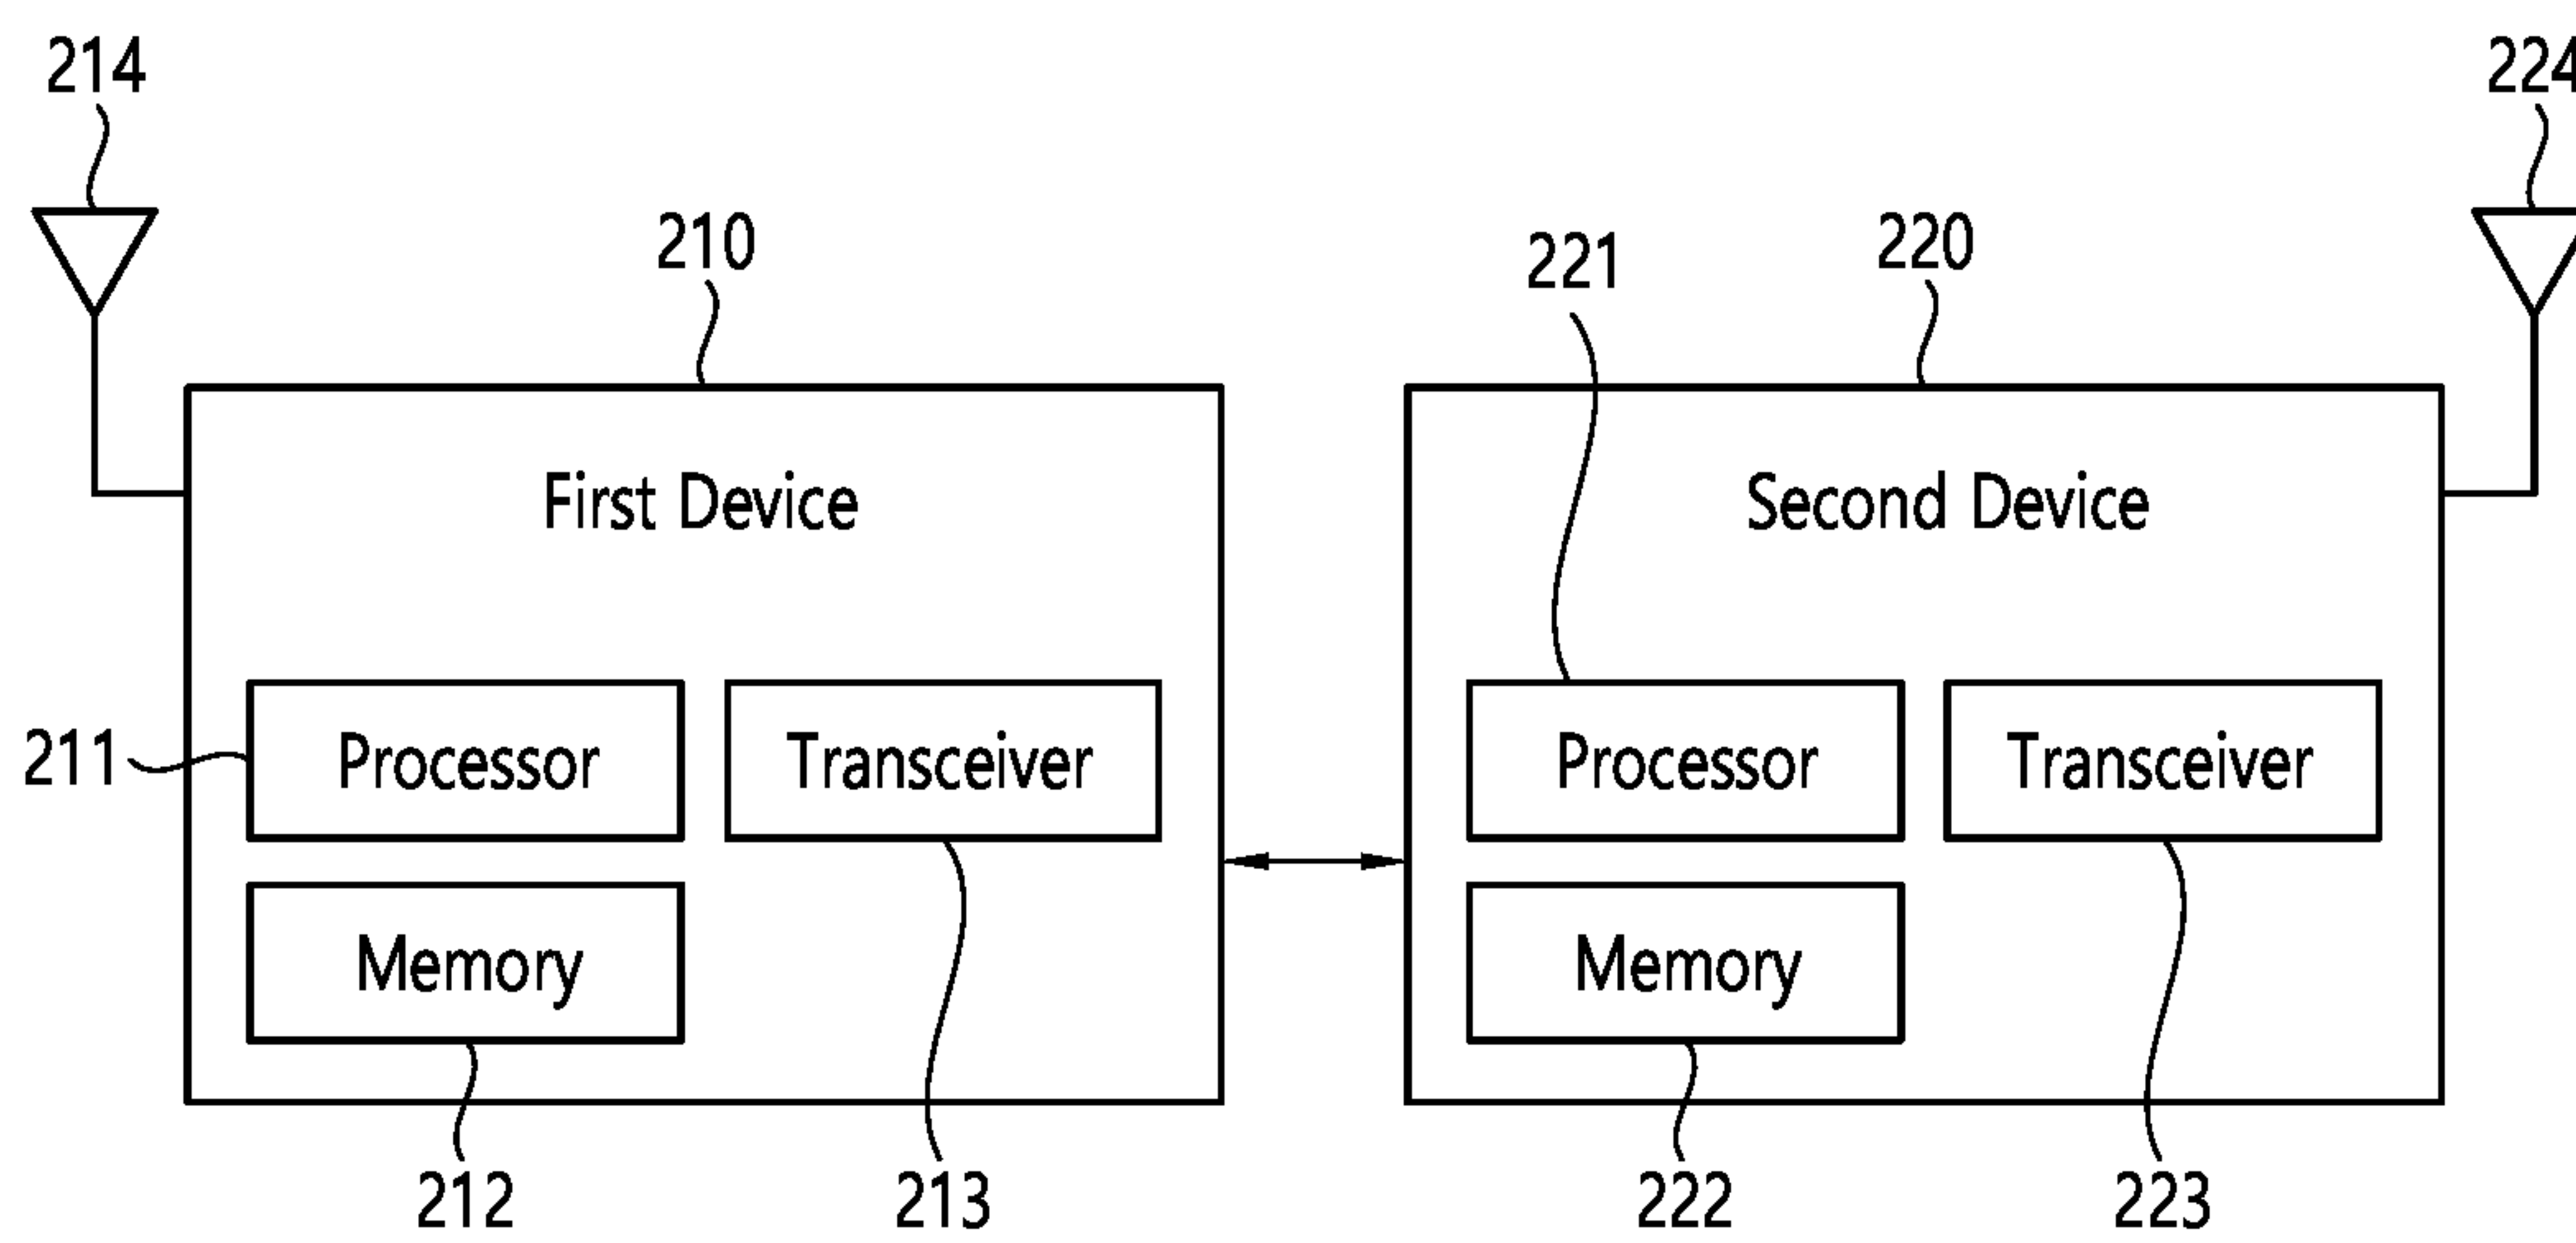 214
224
210
221
220
First Device
Second Device
211
Processor
Transceiver
Processor
Transceiver
Memory
Memory
212
213
222
223